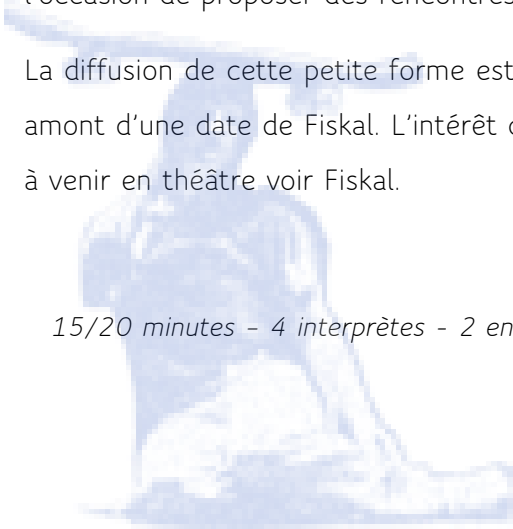 l'occasion de proposer des rencontres
La diffusion de cette petite forme est
amont d'une date de Fiskal. L'intérêt
à venir en théâtre voir Fiskal.
15/20 minutes – 4 interprètes - 2 en